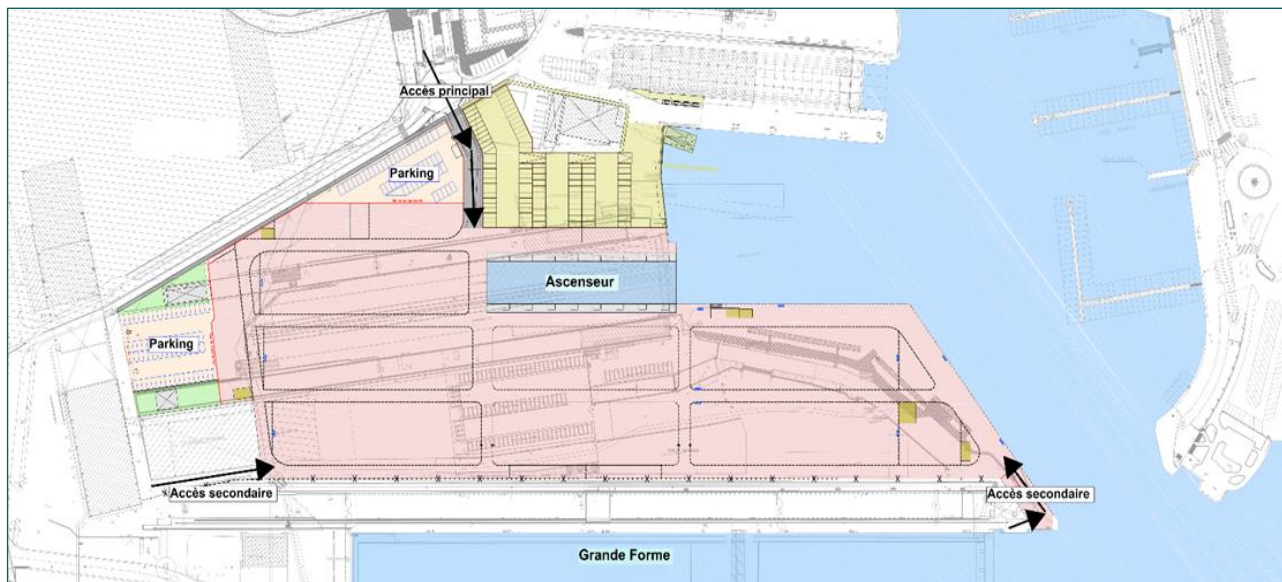 Accès principal
Parking
Ascenseur
Parking
Accès secondaire
Accès secondaire
Grande Forme